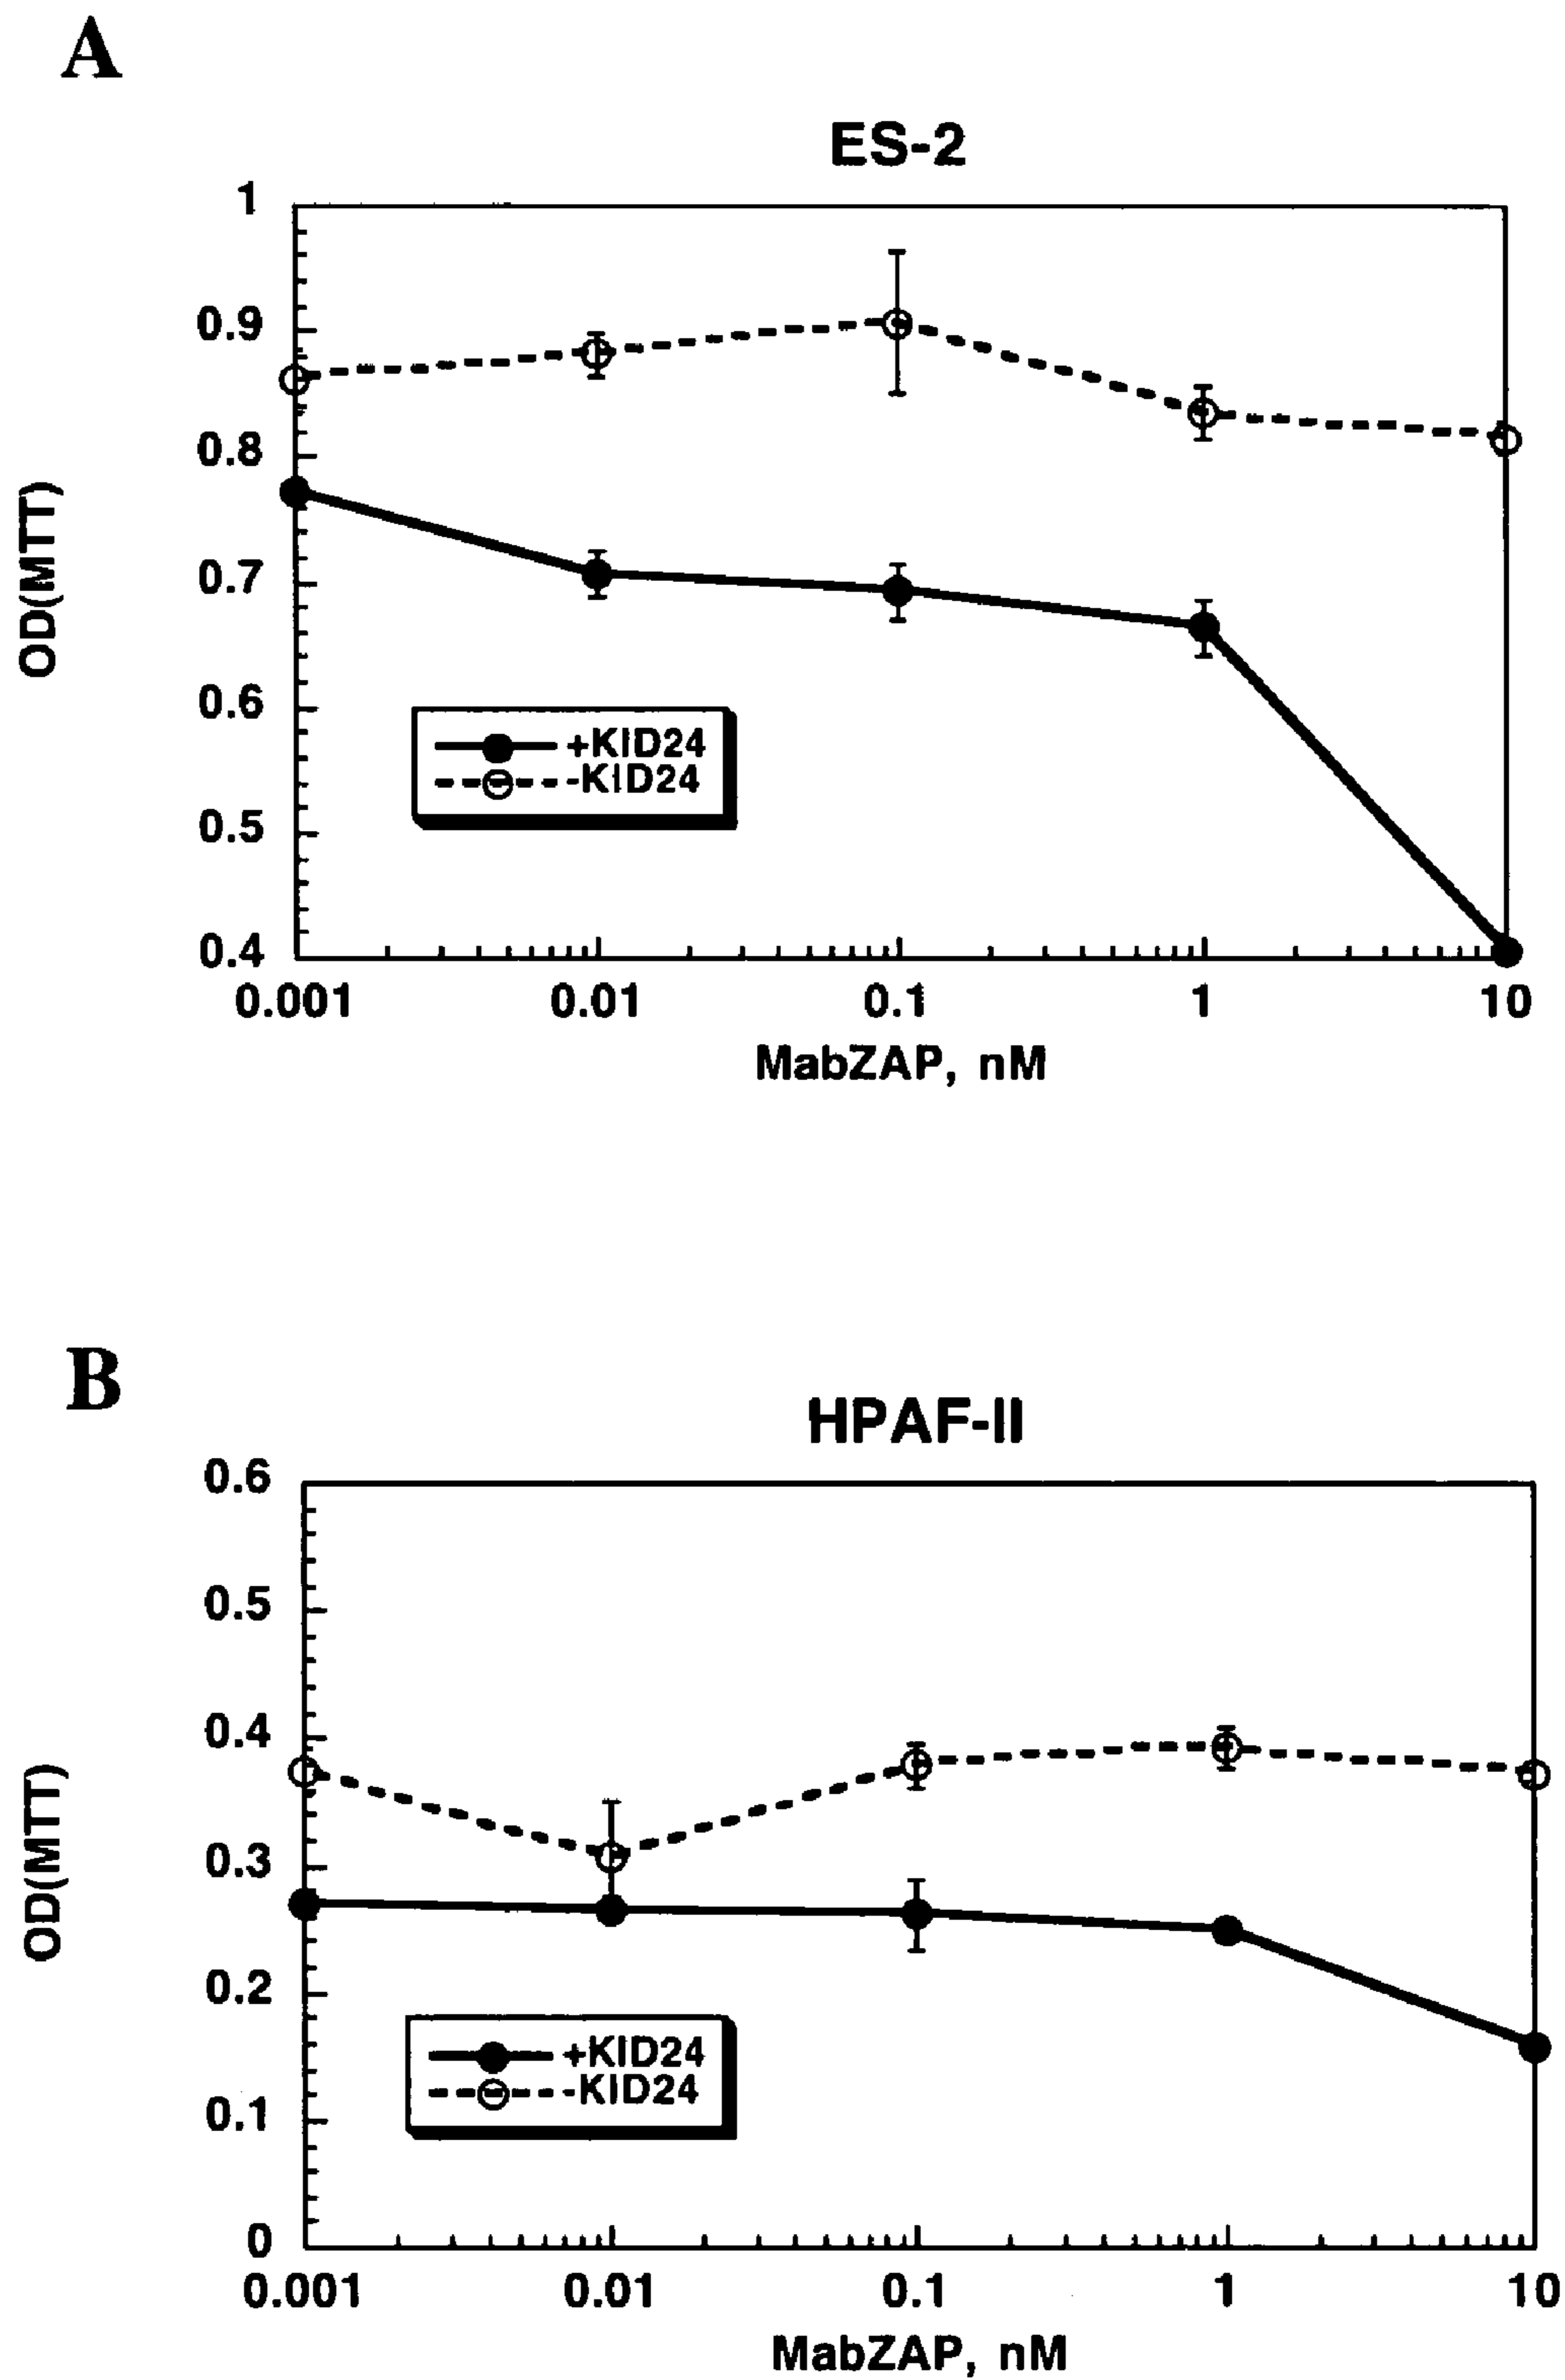 A
ES-2
1
0.9
0.8
0.7
0.6
0.5
0.4
OD(MTT)
+KID24
-KID24
0.001 0.01 0.1 1 10
MabZAP, nM
B
HPAF-II
0.6
0.5
0.4
0.3
0.2
0.1
0
OD(MTT)
+KID24
-KID24
0.001 0.01 0.1 1 10
MabZAP, nM